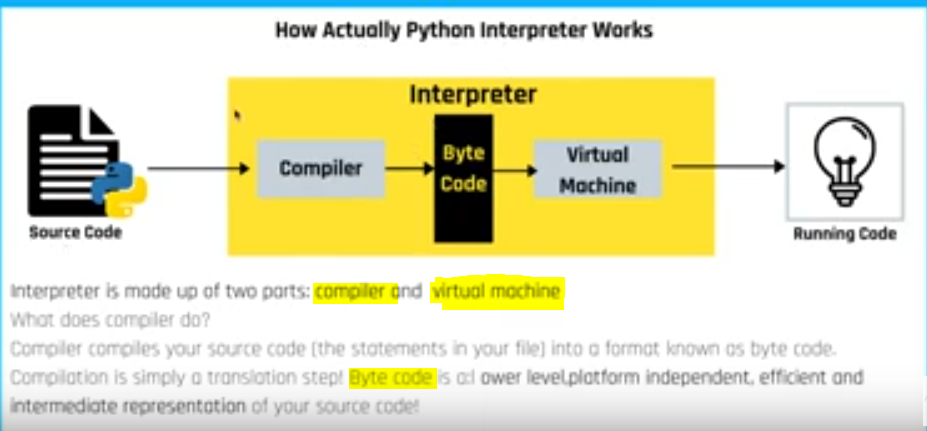 How Actually Python Interpreter Works
Interpreter
Compiler
Byte
Code
Virtual
Machine
Source Code
Running Code
Interpreter is made up of two parts: compiler and virtual machine
What does compiler do?
Compiler compiles your source code (the statements in your file) into a format known as byte code.
Compilation is simply a translation step! Byte code is a l ower level,platform independent, efficient and
intermediate representation of your source code!